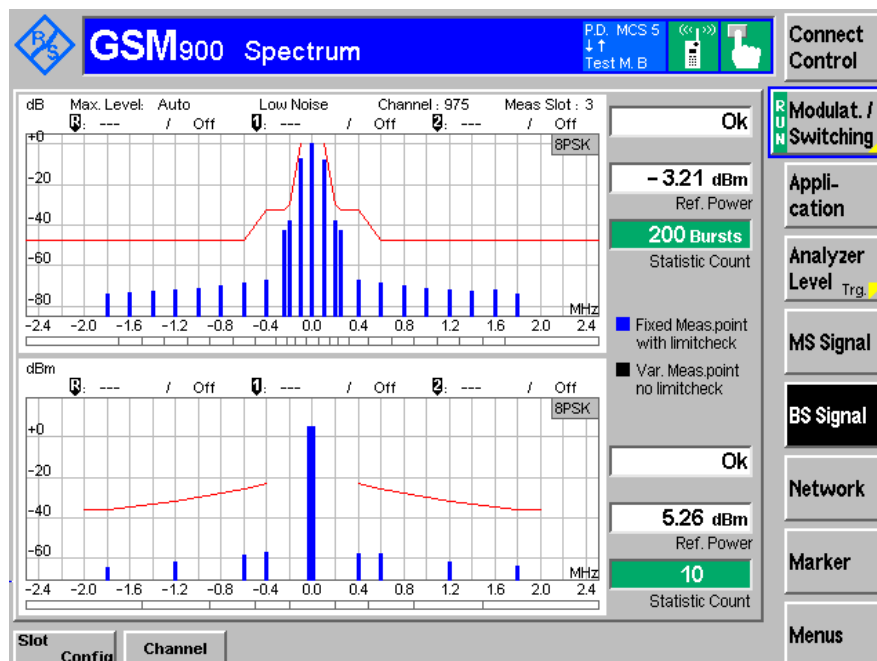 R/S
GSM900 Spectrum
P.D. MCS 5
↓↑
Test M. B
Connect
Control
dB Max. Level: Auto Low Noise Channel : 975 Meas Slot : 3
R: --- / Off 1: --- / Off 2: --- / Off
8PSK
+0
-20
-40
-60
-80
MHz
-2.4 -2.0 -1.6 -1.2 -0.8 -0.4 0.0 0.4 0.8 1.2 1.6 2.0 2.4
Ok
– 3.21 dBm
Ref. Power
200 Bursts
Statistic Count
Fixed Meas.point
with limitcheck
Var. Meas.point
no limitcheck
dBm
R: --- / Off 1: --- / Off 2: --- / Off
8PSK
+0
-20
-40
-60
MHz
-2.4 -2.0 -1.6 -1.2 -0.8 -0.4 0.0 0.4 0.8 1.2 1.6 2.0 2.4
Ok
5.26 dBm
Ref. Power
10
Statistic Count
RUN
Modulat. /
Switching
Appli-
cation
Analyzer
Level Trg.
MS Signal
BS Signal
Network
Marker
Menus
Slot
Config
Channel